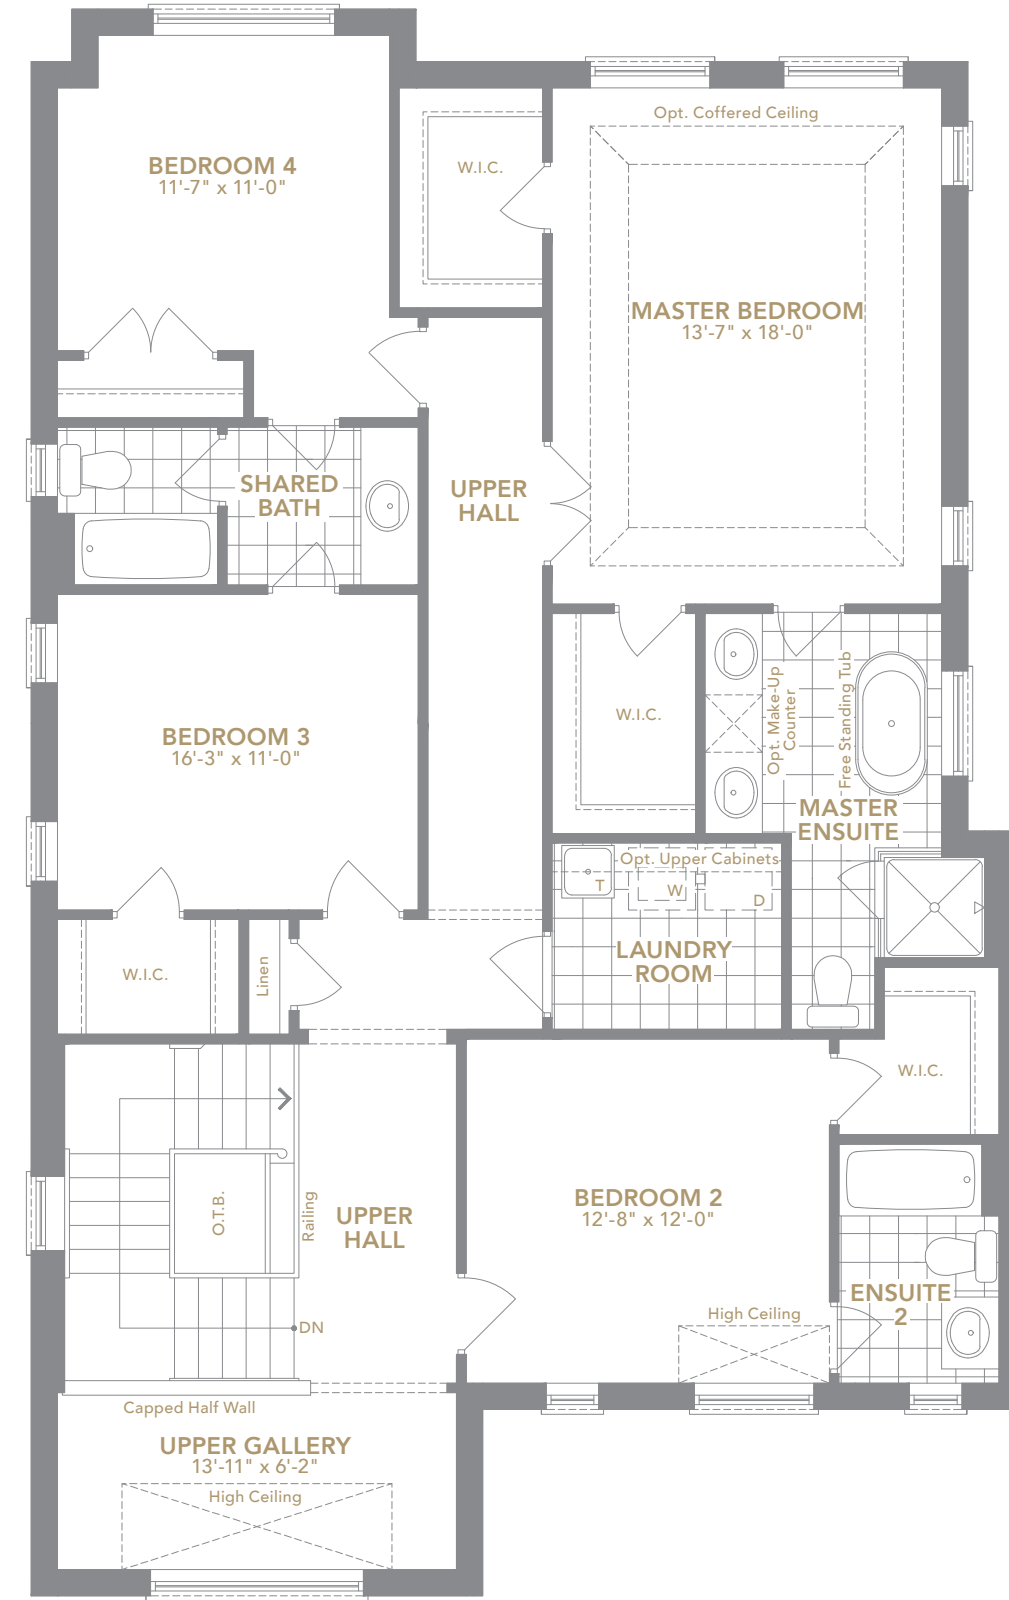 Opt. Coffered Ceiling
BEDROOM 4
11'-7" x 11'-0"
W.I.C.
MASTER BEDROOM
13'-7" x 18'-0"
SHARED
BATH
UPPER
HALL
W.I.C.
Opt. Make-Up
Counter
Free Standing Tub
BEDROOM 3
16'-3" x 11'-0"
MASTER
ENSUITE
Opt. Upper Cabinets
T
W
D
LAUNDRY
ROOM
W.I.C.
Linen
W.I.C.
O.T.B.
Railing
UPPER
HALL
BEDROOM 2
12'-8" x 12'-0"
ENSUITE
2
High Ceiling
DN
Capped Half Wall
UPPER GALLERY
13'-11" x 6'-2"
High Ceiling